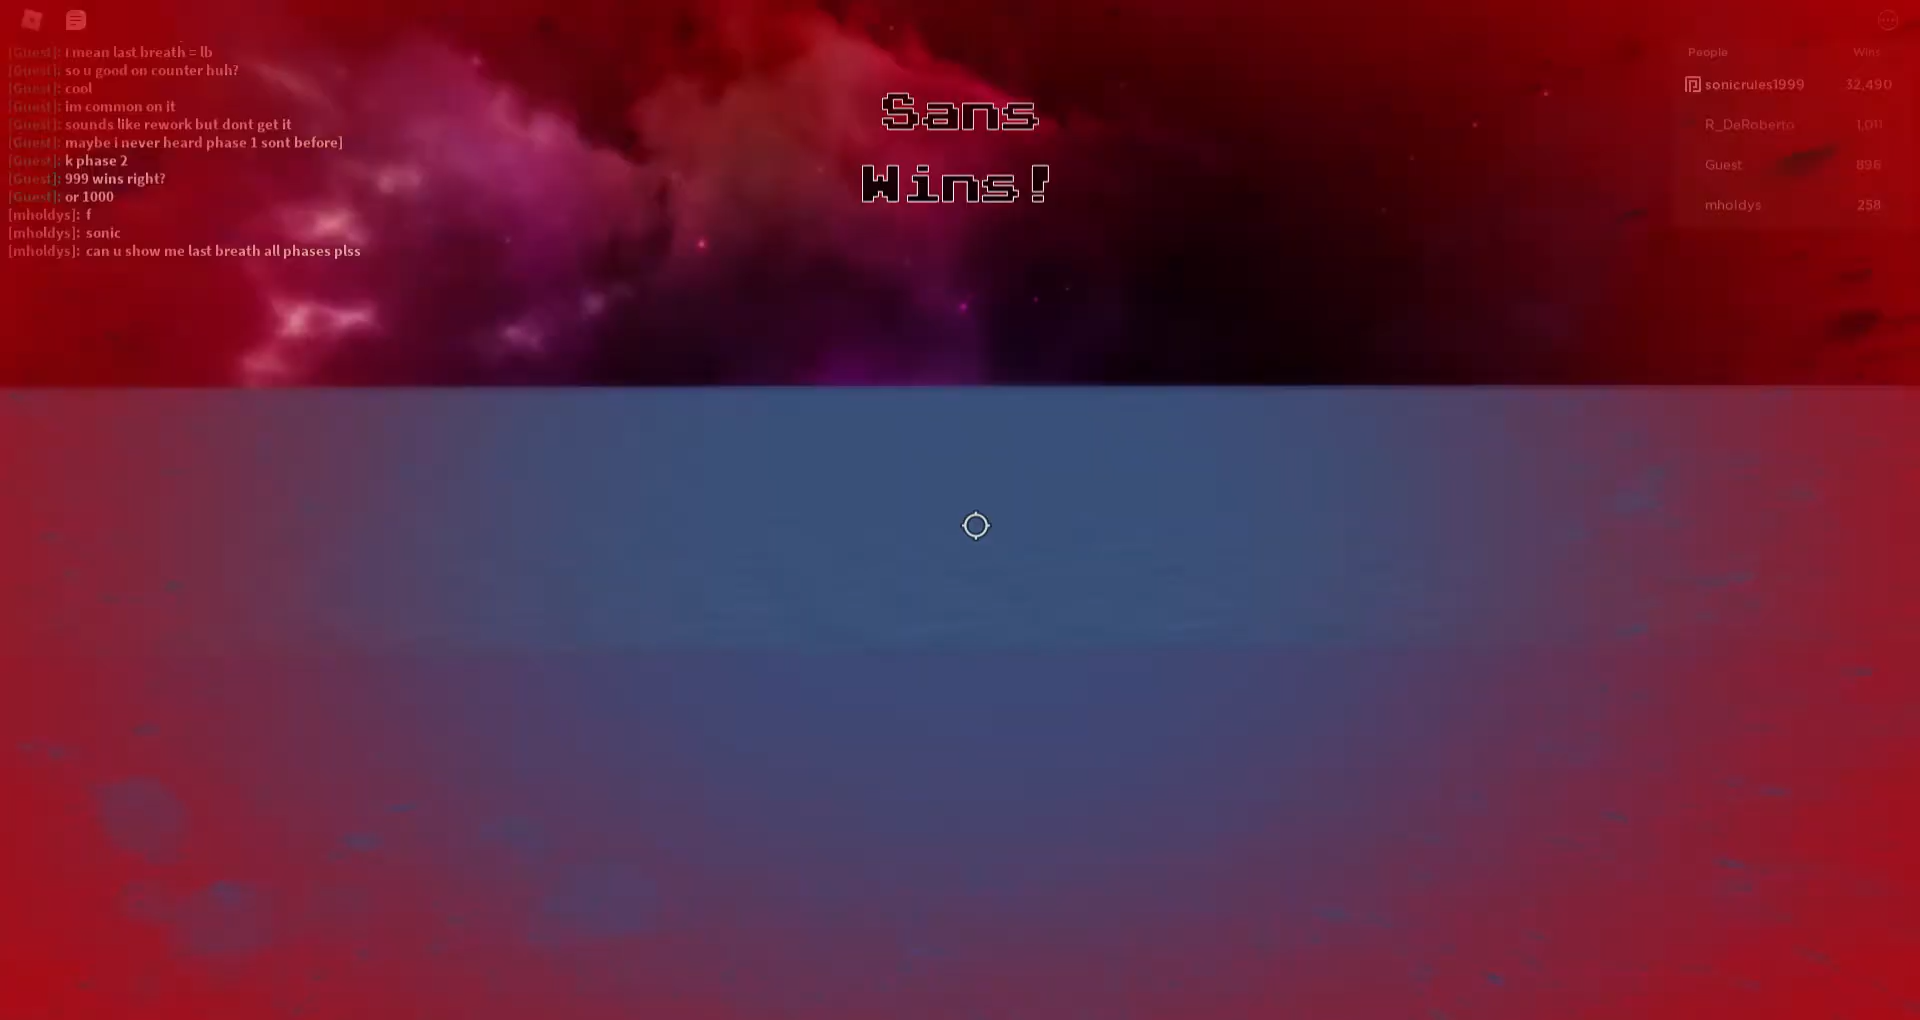 [Guest]: i mean last breath = lb
[Guest]: so u good on counter huh?
[Guest]: cool
[Guest]: im common on it
[Guest]: sounds like rework but dont get it
[Guest]: maybe i never heard phase 1 sont before]
[Guest]: k phase 2
[Guest]: 999 wins right?
[Guest]: or 1000
[mholdys]: f
[mholdys]: sonic
[mholdys]: can u show me last breath all phases plss
Sans
Wins!
People Wins
sonicrules1999 32,490
R_DeRoberto 1,011
Guest 896
mholdys 258